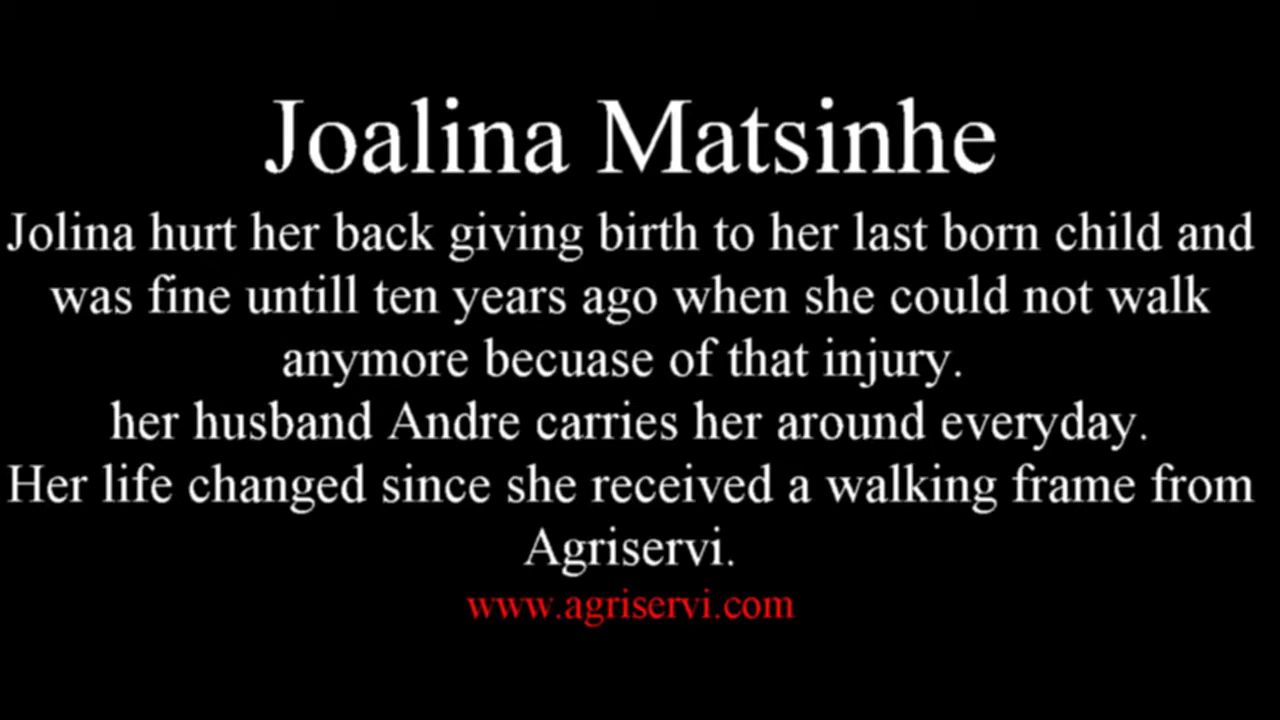 Joalina Matsinhe
Jolina hurt her back giving birth to her last born child and
was fine untill ten years ago when she could not walk
anymore becuase of that injury.
her husband Andre carries her around everyday.
Her life changed since she received a walking frame from
Agriservi.
www.agriservi.com